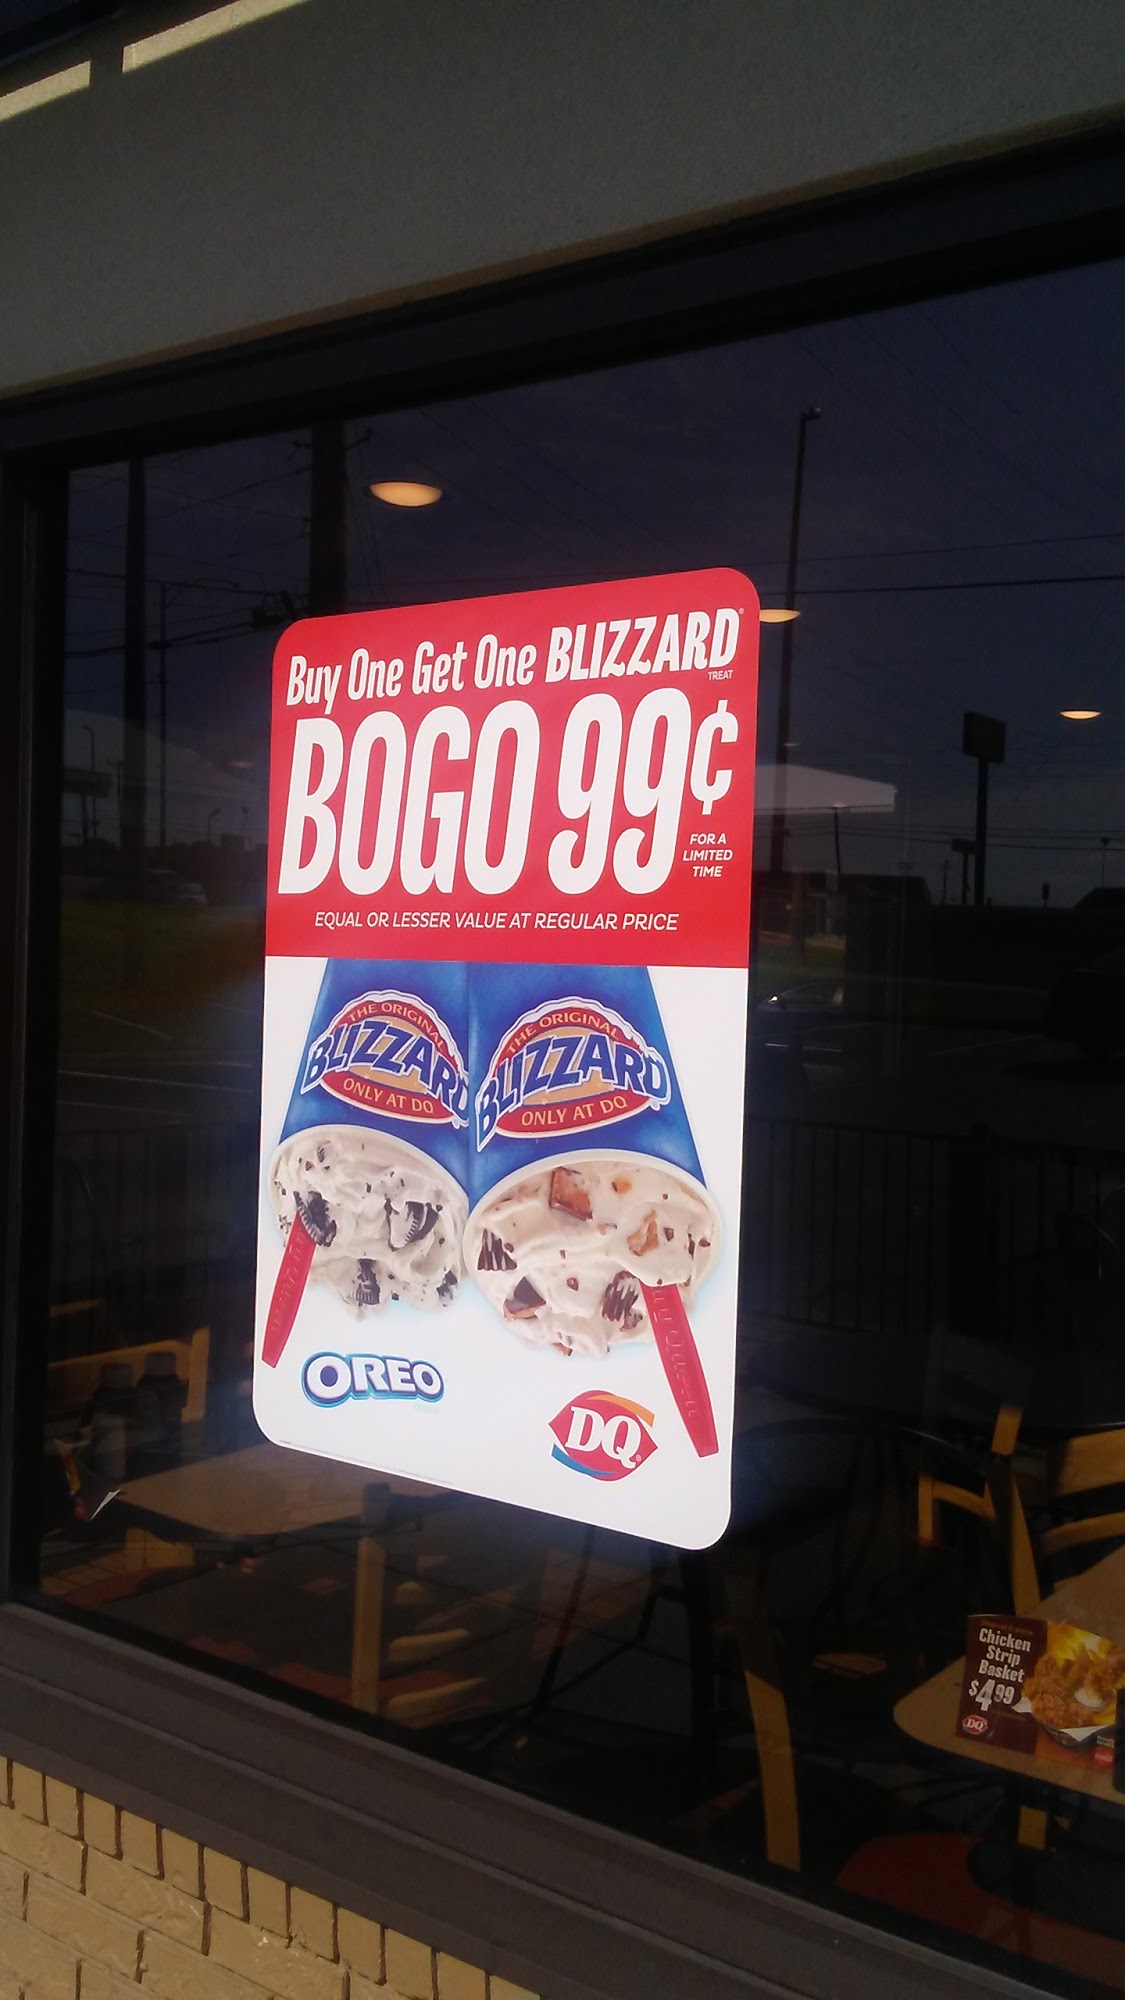 Buy One Get One BLIZZARD®
TREAT
BOGO 99¢
FOR A
LIMITED
TIME
EQUAL OR LESSER VALUE AT REGULAR PRICE
THE ORIGINAL
BLIZZARD
ONLY AT DQ
THE ORIGINAL
BLIZZARD®
ONLY AT DQ
OREO
DQ®
Chicken
Strip
Basket
$4.99
DQ